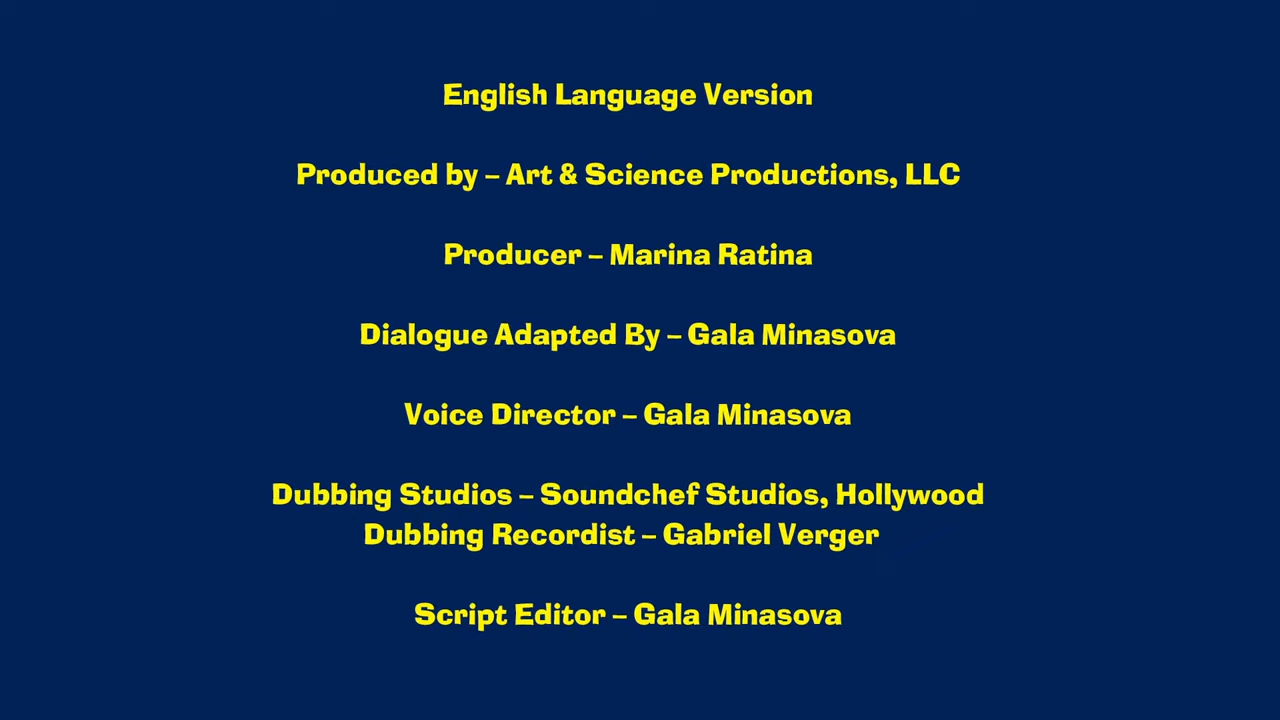 English Language Version
Produced by – Art & Science Productions, LLC
Producer – Marina Ratina
Dialogue Adapted By – Gala Minasova
Voice Director – Gala Minasova
Dubbing Studios – Soundchef Studios, Hollywood
Dubbing Recordist – Gabriel Verger
Script Editor – Gala Minasova